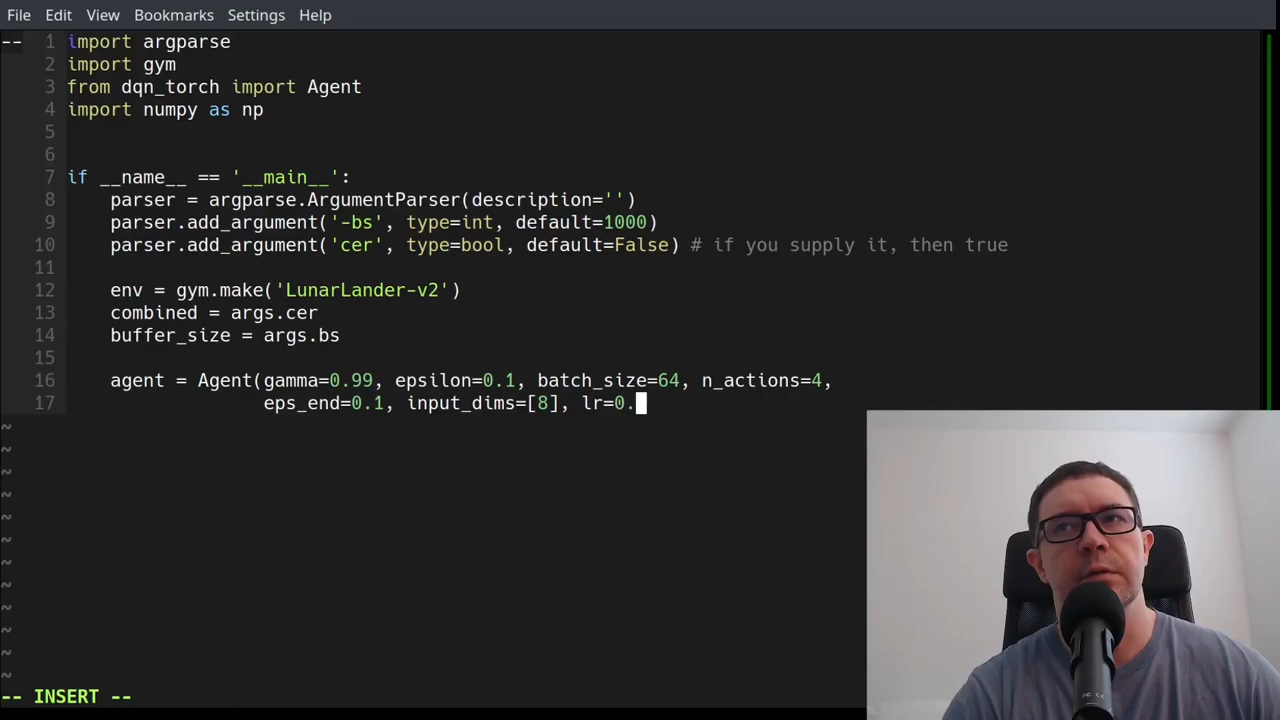 File Edit View Bookmarks Settings Help
-- 1 import argparse
2 import gym
3 from dqn_torch import Agent
4 import numpy as np
5
6
7 if __name__ == '__main__':
8 parser = argparse.ArgumentParser(description='')
9 parser.add_argument('-bs', type=int, default=1000)
10 parser.add_argument('cer', type=bool, default=False) # if you supply it, then true
11
12 env = gym.make('LunarLander-v2')
13 combined = args.cer
14 buffer_size = args.bs
15
16 agent = Agent(gamma=0.99, epsilon=0.1, batch_size=64, n_actions=4,
17 eps_end=0.1, input_dims=[8], lr=0.
~
~
~
~
~
~
~
~
~
~
~
~
-- INSERT --